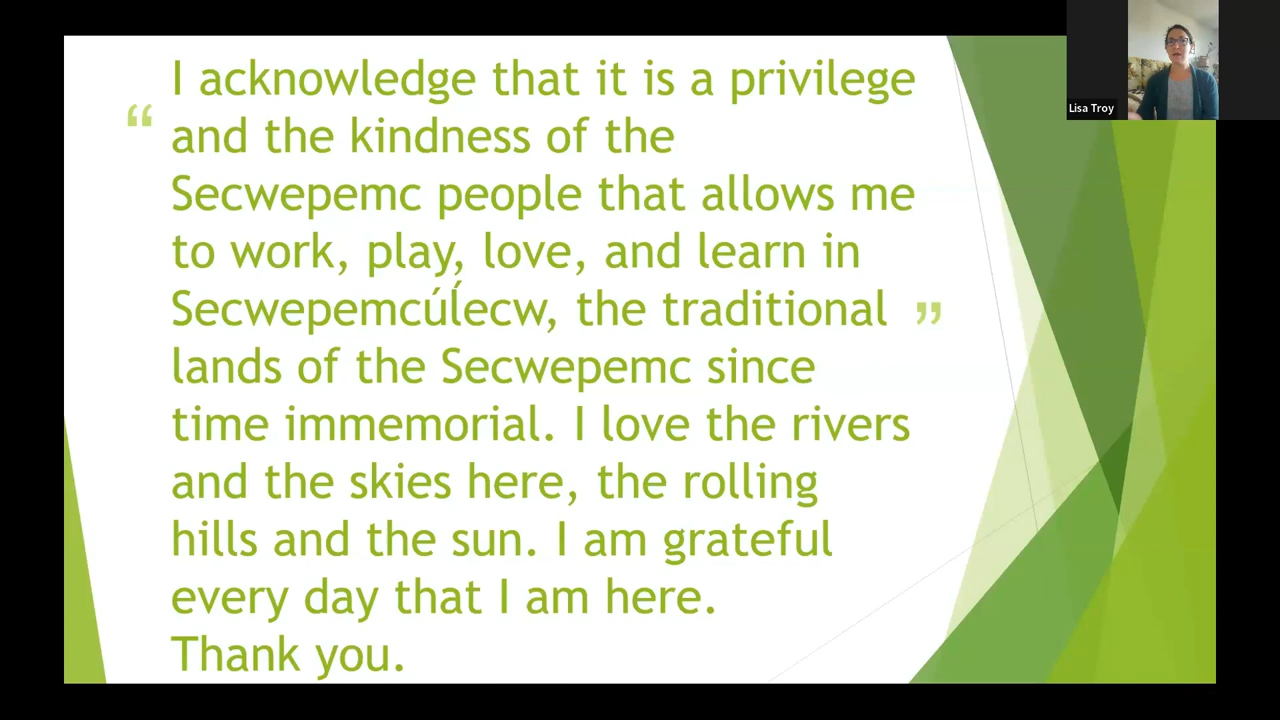 “
I acknowledge that it is a privilege
and the kindness of the
Secwepemc people that allows me
to work, play, love, and learn in
Secwepemcúĺecw, the traditional
lands of the Secwepemc since
time immemorial. I love the rivers
and the skies here, the rolling
hills and the sun. I am grateful
every day that I am here.
Thank you.
”
Lisa Troy